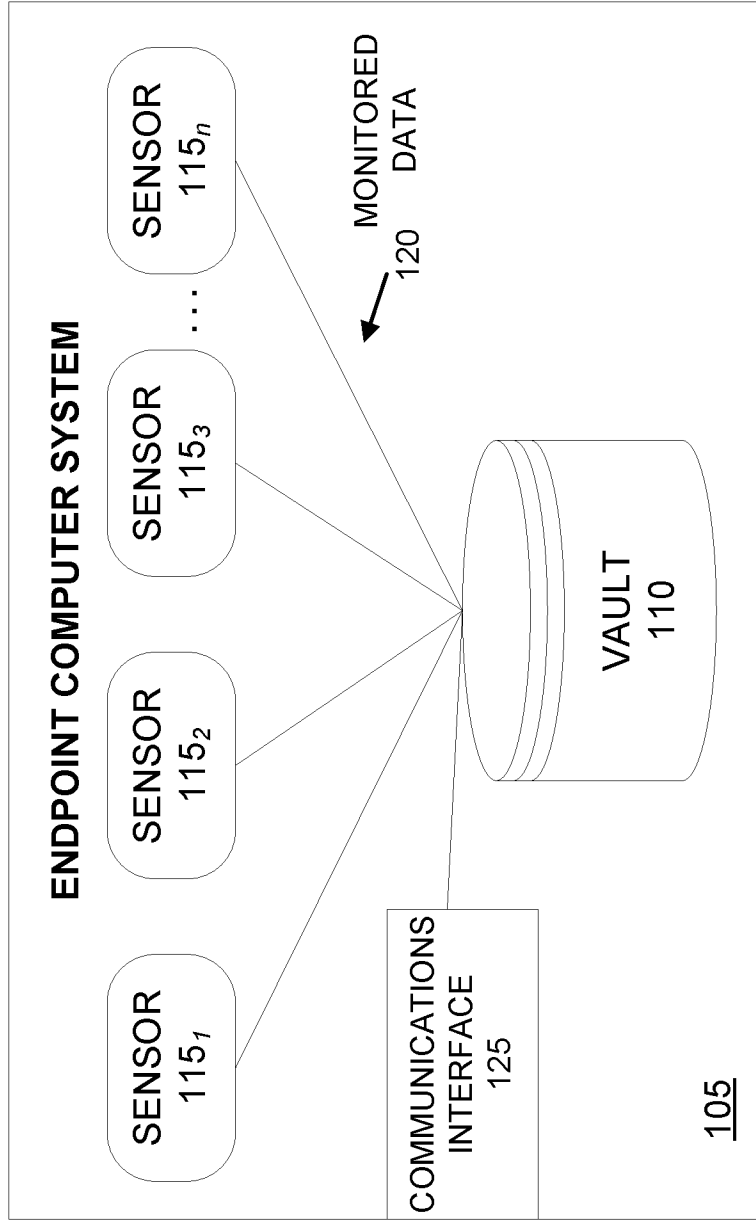 ENDPOINT COMPUTER SYSTEM
SENSOR
115₁
SENSOR
115₂
SENSOR
115₃
...
SENSOR
115ₙ
MONITORED
DATA
120
COMMUNICATIONS
INTERFACE
125
VAULT
110
105